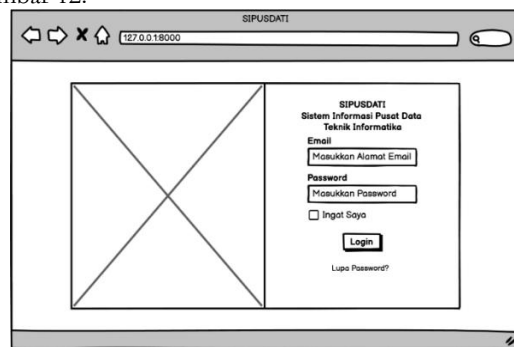 SIPUSDATI
127.0.0.1:8000
SIPUSDATI
Sistem Informasi Pusat Data
Teknik Informatika
Email
Masukkan Alamat Email
Password
Masukkan Password
Ingat Saya
Login
Lupa Password?